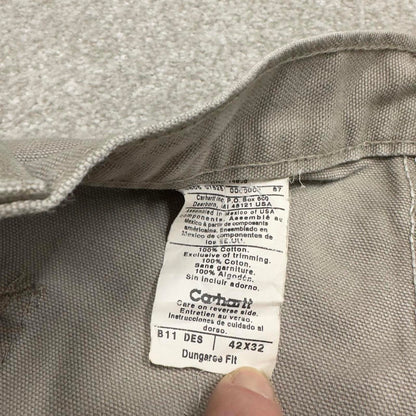 Carhartt Inc. P.O. Box 600
Dearborn, MI 48121 USA
Assembled in Mexico of USA
components. Assemblé au
Mexico à partir de composants
américains. Ensamblado en
Mexico de componentes de
los EE.UU.
100% Cotton.
Exclusive of trimming.
100% Coton.
Sans garniture.
100% Algodón.
Sin incluir adorno.
Carhartt
Care on reverse side.
Entretien au verso.
Instrucciones de cuidado al
dorso.
B11 DES 42X32
Dungaree Fit